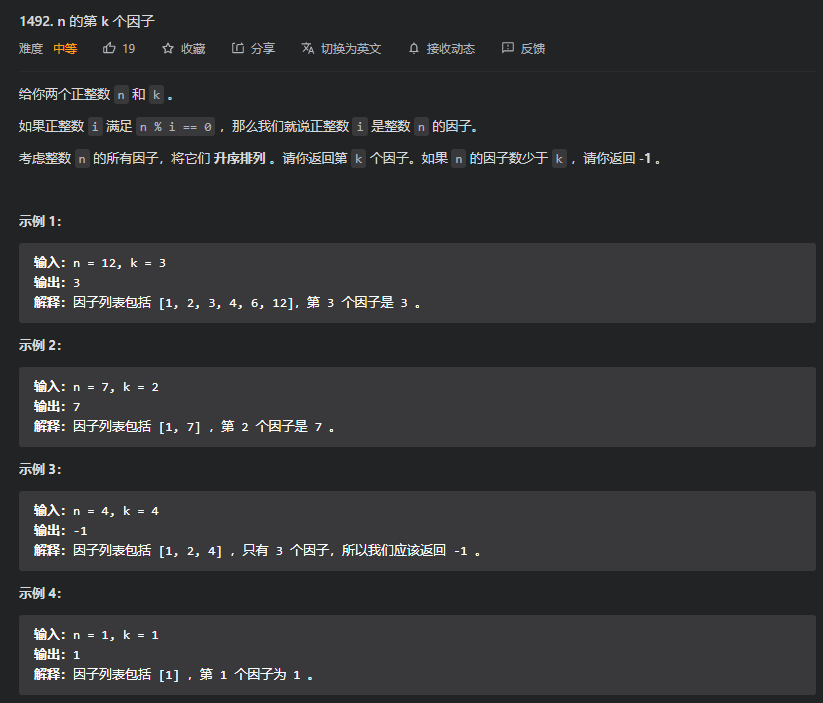 1492. n 的第 k 个因子
难度 中等 19 收藏 分享 切换为英文 接收动态 反馈
给你两个正整数 n 和 k 。
如果正整数 i 满足 n % i == 0 ，那么我们就说正整数 i 是整数 n 的因子。
考虑整数 n 的所有因子，将它们 升序排列 。请你返回第 k 个因子。如果 n 的因子数少于 k ，请你返回 -1 。
示例 1：
输入：n = 12, k = 3
输出：3
解释：因子列表包括 [1, 2, 3, 4, 6, 12]，第 3 个因子是 3 。
示例 2：
输入：n = 7, k = 2
输出：7
解释：因子列表包括 [1, 7] ，第 2 个因子是 7 。
示例 3：
输入：n = 4, k = 4
输出：-1
解释：因子列表包括 [1, 2, 4] ，只有 3 个因子，所以我们应该返回 -1 。
示例 4：
输入：n = 1, k = 1
输出：1
解释：因子列表包括 [1] ，第 1 个因子为 1 。